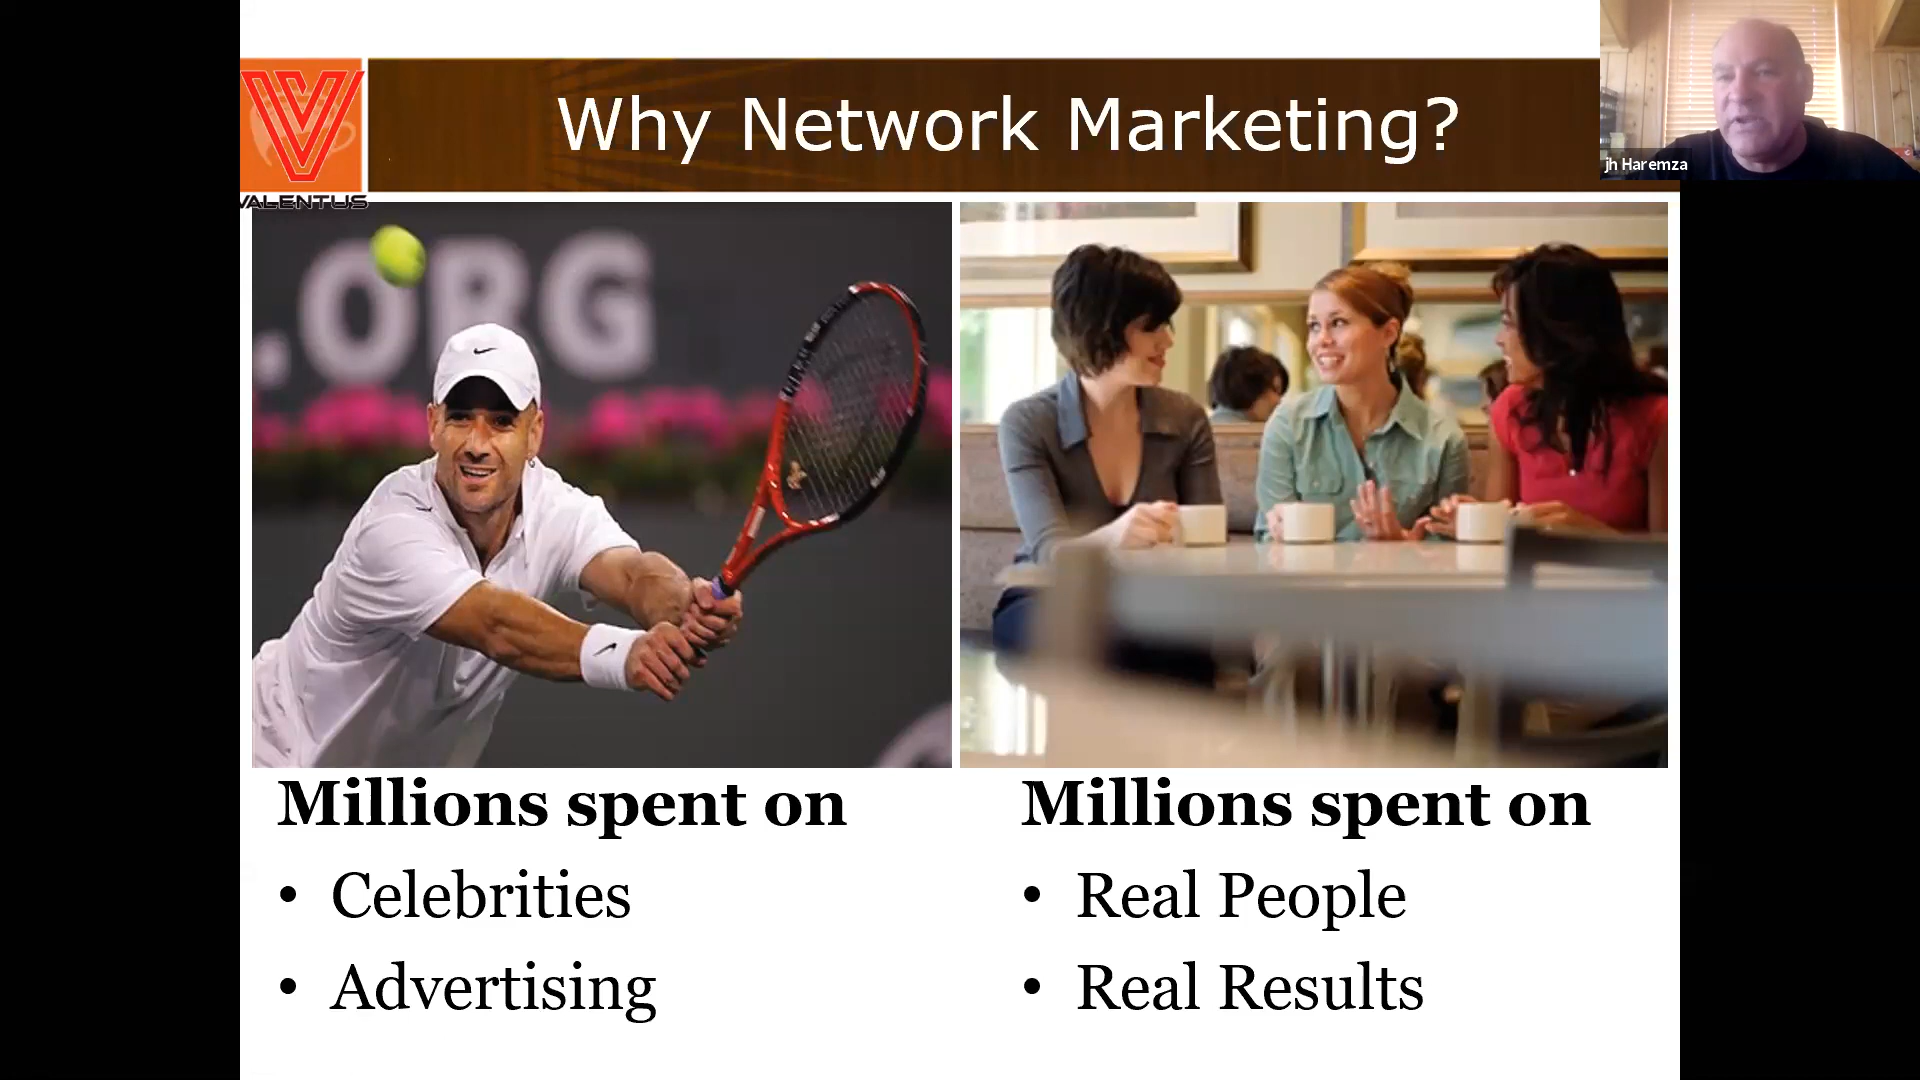 Why Network Marketing?
jh Haremza
VALENTUS
.ORG
Millions spent on
• Celebrities
• Advertising
Millions spent on
• Real People
• Real Results